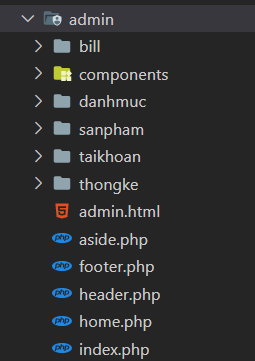 admin
bill
components
danhmuc
sanpham
taikhoan
thongke
admin.html
aside.php
footer.php
header.php
home.php
index.php